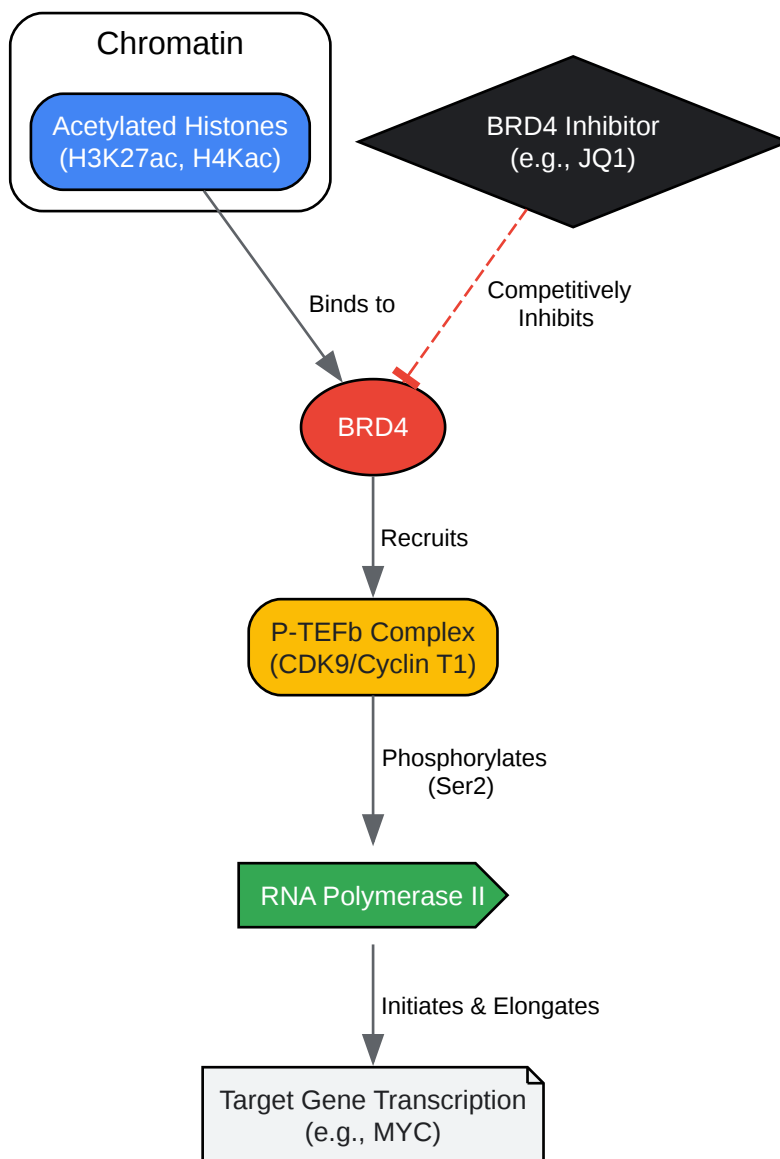 Chromatin
Acetylated Histones
(H3K27ac, H4Kac)
BRD4 Inhibitor
(e.g., JQ1)
Binds to
Competitively
Inhibits
BRD4
Recruits
P-TEFb Complex
(CDK9/Cyclin T1)
Phosphorylates
(Ser2)
RNA Polymerase II
Initiates & Elongates
Target Gene Transcription
(e.g., MYC)